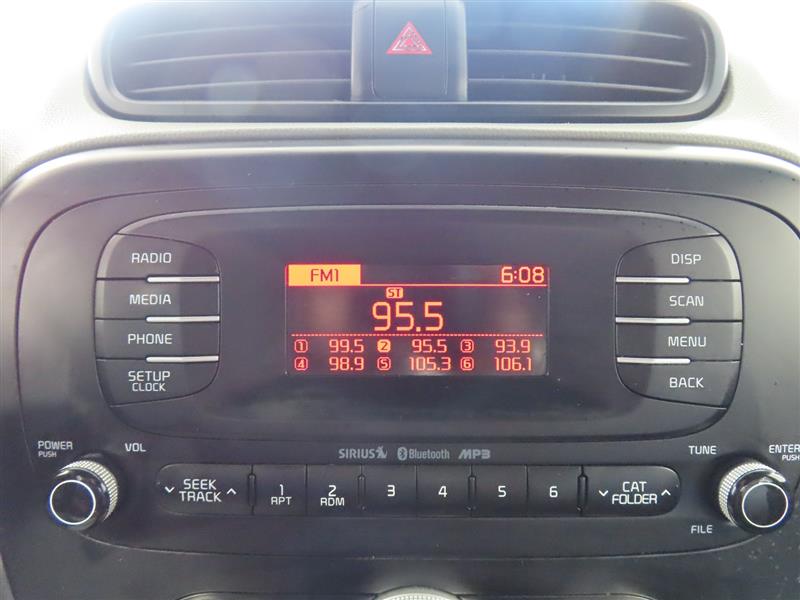 RADIO
MEDIA
PHONE
SETUP
CLOCK
FM1 6:08
ST
95.5
1 99.5 2 95.5 3 93.9
4 98.9 5 105.3 6 106.1
DISP
SCAN
MENU
BACK
POWER
PUSH
VOL
SIRIUS Bluetooth MP3
TUNE
ENTER
PUSH
SEEK
TRACK
1
RPT
2
RDM
3
4
5
6
CAT
FOLDER
FILE